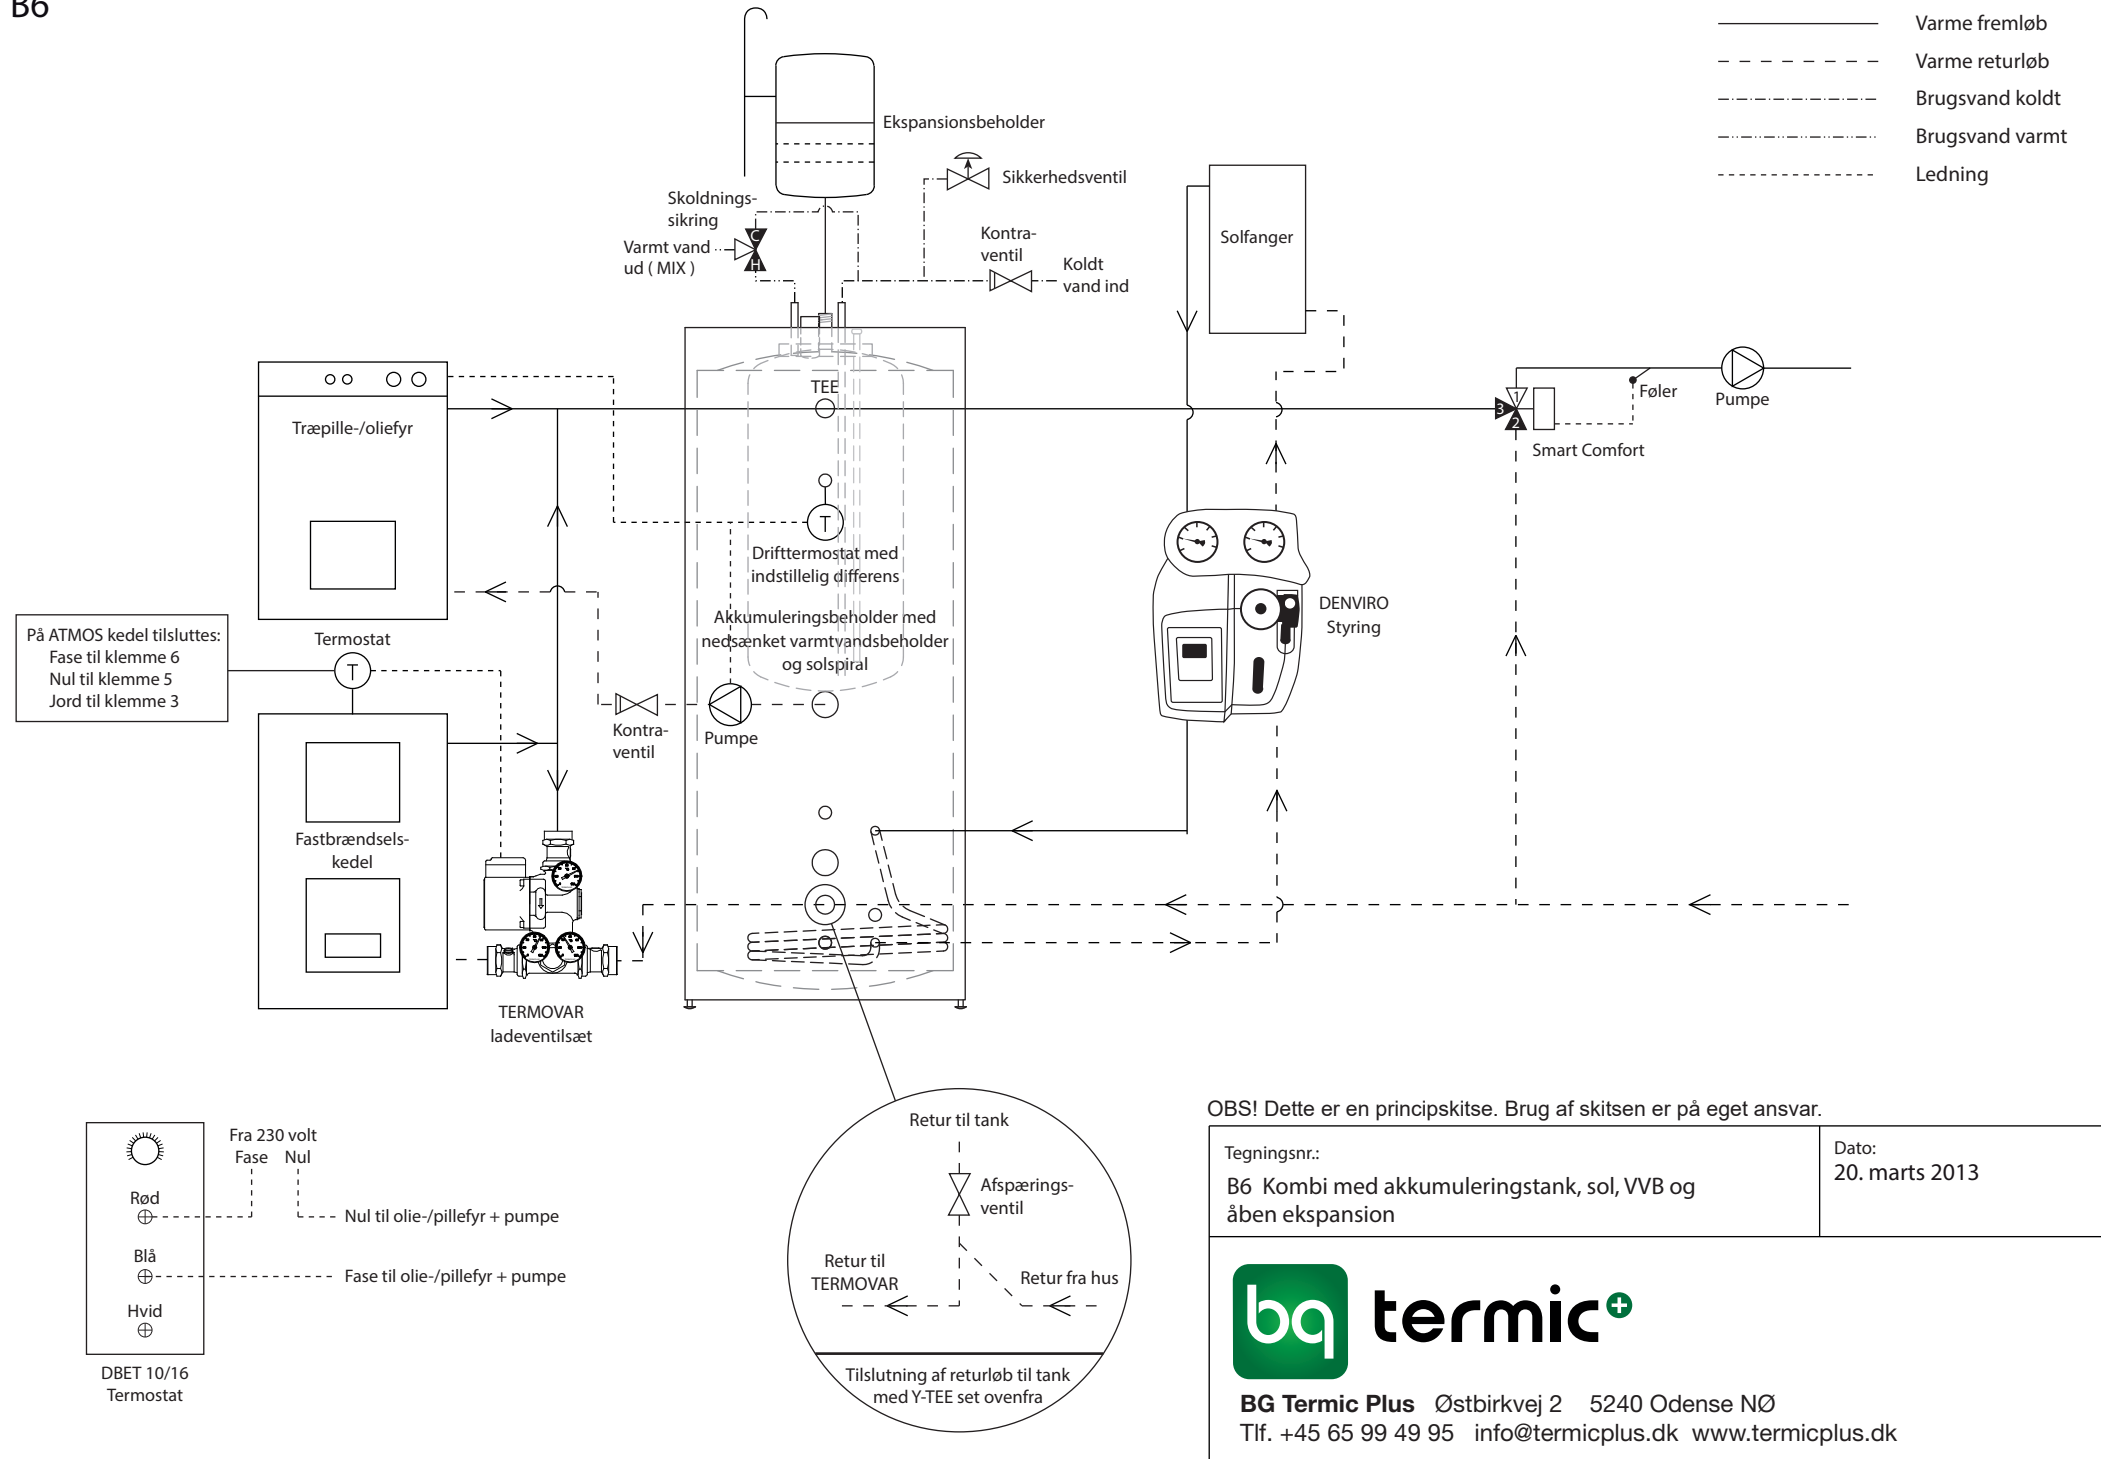 B6
Varme fremløb
Varme returløb
Brugsvand koldt
Brugsvand varmt
Ledning
Ekspansionsbeholder
Sikkerhedsventil
Skoldnings-
sikring
Varmt vand
ud ( MIX )
C
H
Kontra-
ventil
Koldt
vand ind
Solfanger
TEE
Træpille-/oliefyr
1
3
2
Føler
Pumpe
Smart Comfort
T
Drifttermostat med
indstillelig differens
Akkumuleringsbeholder med
nedsænket varmtvandsbeholder
og solspiral
DENVIRO
Styring
På ATMOS kedel tilsluttes:
Fase til klemme 6
Nul til klemme 5
Jord til klemme 3
Termostat
T
Kontra-
ventil
Pumpe
Fastbrændsels-
kedel
TERMOVAR
ladeventilsæt
Retur til tank
Afspærings-
ventil
Retur til
TERMOVAR
Retur fra hus
Tilslutning af returløb til tank
med Y-TEE set ovenfra
Fra 230 volt
Fase Nul
Rød
Nul til olie-/pillefyr + pumpe
Blå
Fase til olie-/pillefyr + pumpe
Hvid
DBET 10/16
Termostat
OBS! Dette er en principskitse. Brug af skitsen er på eget ansvar.
Tegningsnr.:
B6 Kombi med akkumuleringstank, sol, VVB og
åben ekspansion
Dato:
20. marts 2013
bg termic+
BG Termic Plus Østbirkvej 2 5240 Odense NØ
Tlf. +45 65 99 49 95 info@termicplus.dk www.termicplus.dk